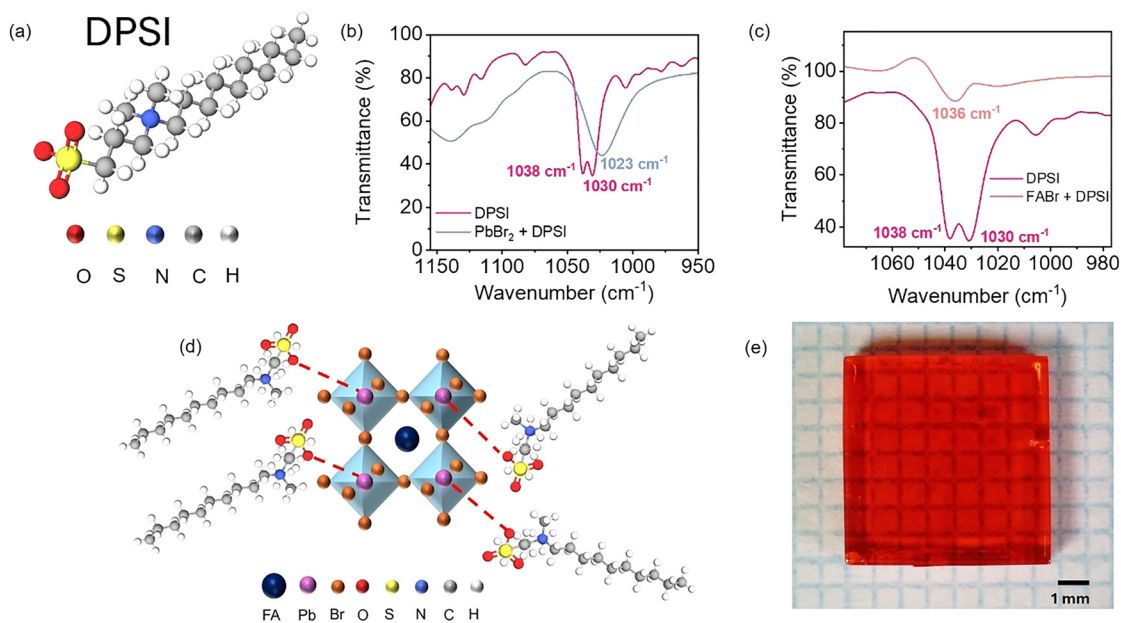 (a)
DPSI
O S N C H
(b)
Transmittance (%)
100
80
60
40
20
0
1038 cm⁻¹
1030 cm⁻¹
1023 cm⁻¹
DPSI
PbBr₂ + DPSI
1150 1100 1050 1000 950
Wavenumber (cm⁻¹)
(c)
Transmittance (%)
100
80
60
40
1036 cm⁻¹
DPSI
FABr + DPSI
1038 cm⁻¹
1030 cm⁻¹
1060 1040 1020 1000 980
Wavenumber (cm⁻¹)
(d)
FA Pb Br O S N C H
(e)
1 mm